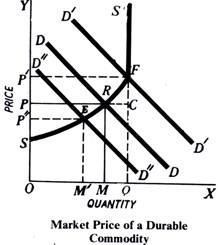 Y
S'
D'
D
D''
F
P'
R
P
C
E
P''
S
D'
D
D''
O
M'
M
Q
X
PRICE
QUANTITY
Market Price of a Durable
Commodity